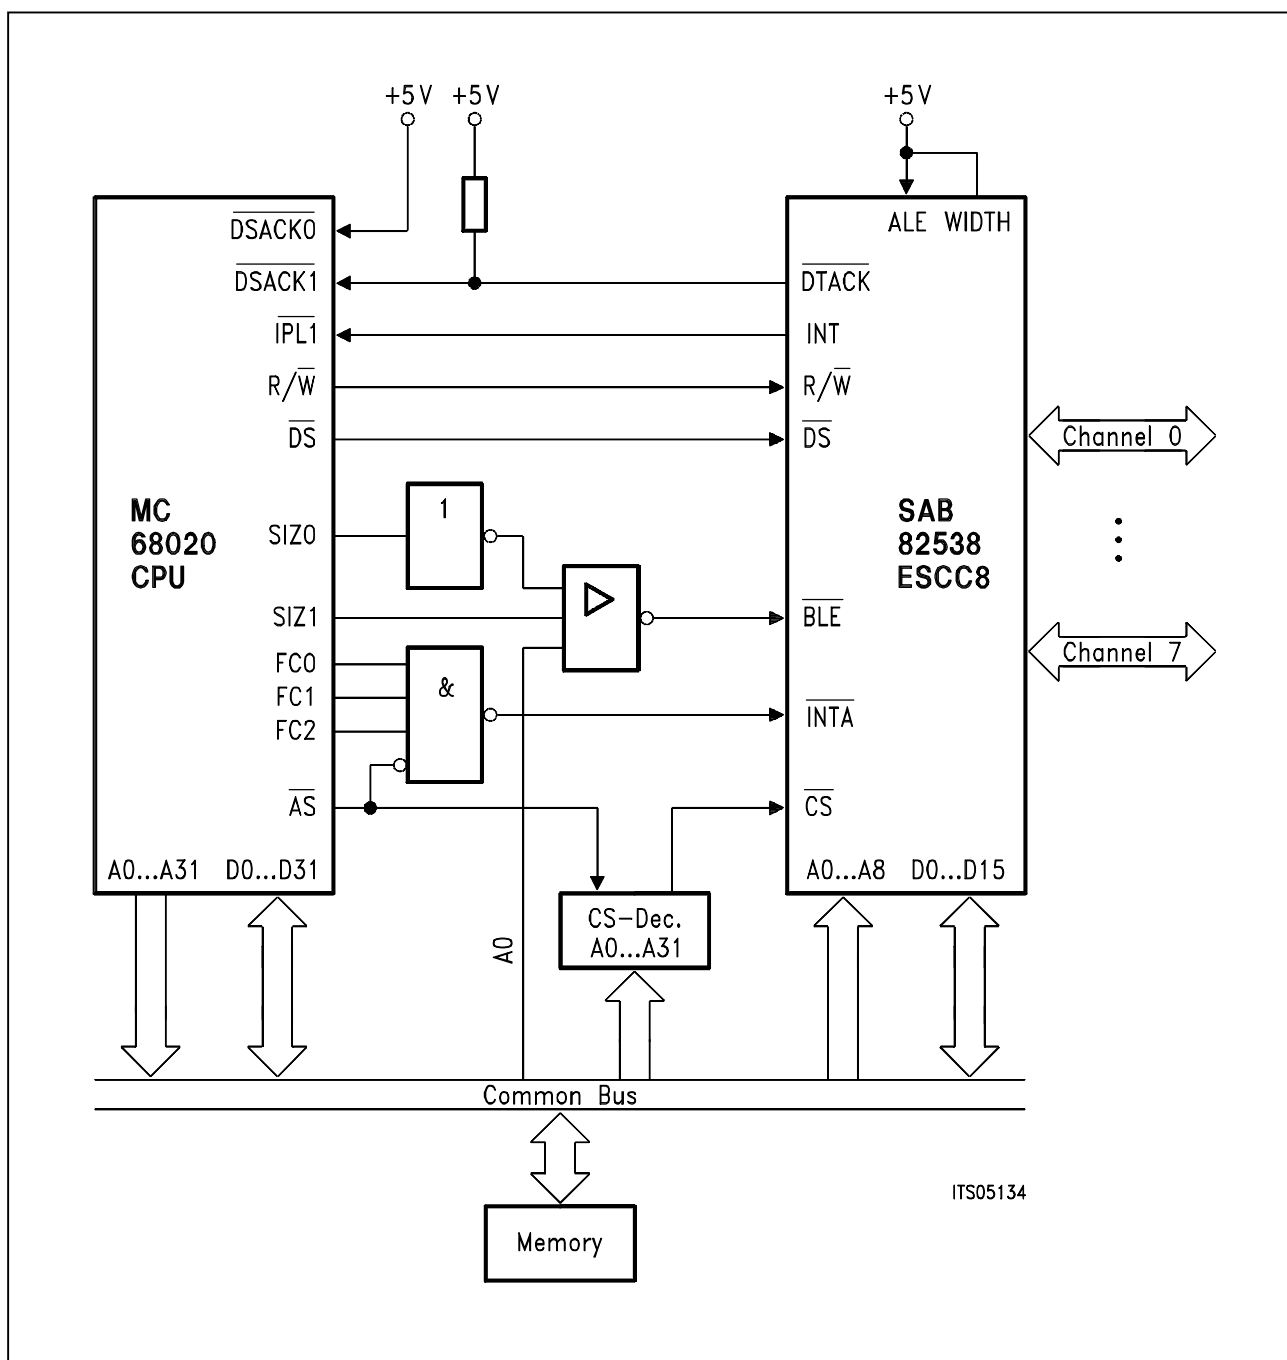 +5V
+5V
+5V
DSACK0
ALE WIDTH
DSACK1
DTACK
IPL1
INT
R/W
R/W
DS
DS
Channel 0
MC
68020
CPU
SIZ0
1
SAB
82538
ESCC8
SIZ1
BLE
Channel 7
FC0
FC1
FC2
&
INTA
AS
CS
A0...A31
D0...D31
A0...A8
D0...D15
CS-Dec.
A0...A31
A0
Common Bus
ITS05134
Memory